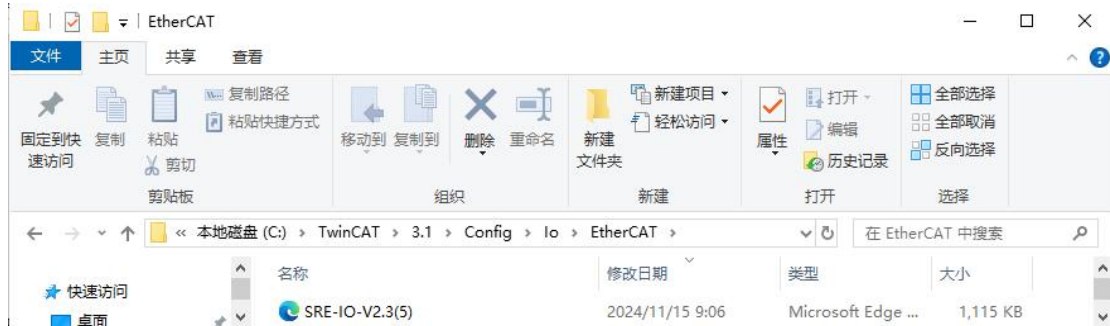 EtherCAT
文件 主页 共享 查看
固定到快速访问 复制 粘贴 复制路径 粘贴快捷方式 剪切 移动到 复制到 删除 重命名 新建文件夹 新建项目 轻松访问 属性 打开 编辑 历史记录 全部选择 全部取消 反向选择
剪贴板 组织 新建 打开 选择
« 本地磁盘 (C:) › TwinCAT › 3.1 › Config › Io › EtherCAT › 在 EtherCAT 中搜索
快速访问 名称 修改日期 类型 大小
桌面 SRE-IO-V2.3(5) 2024/11/15 9:06 Microsoft Edge ... 1,115 KB